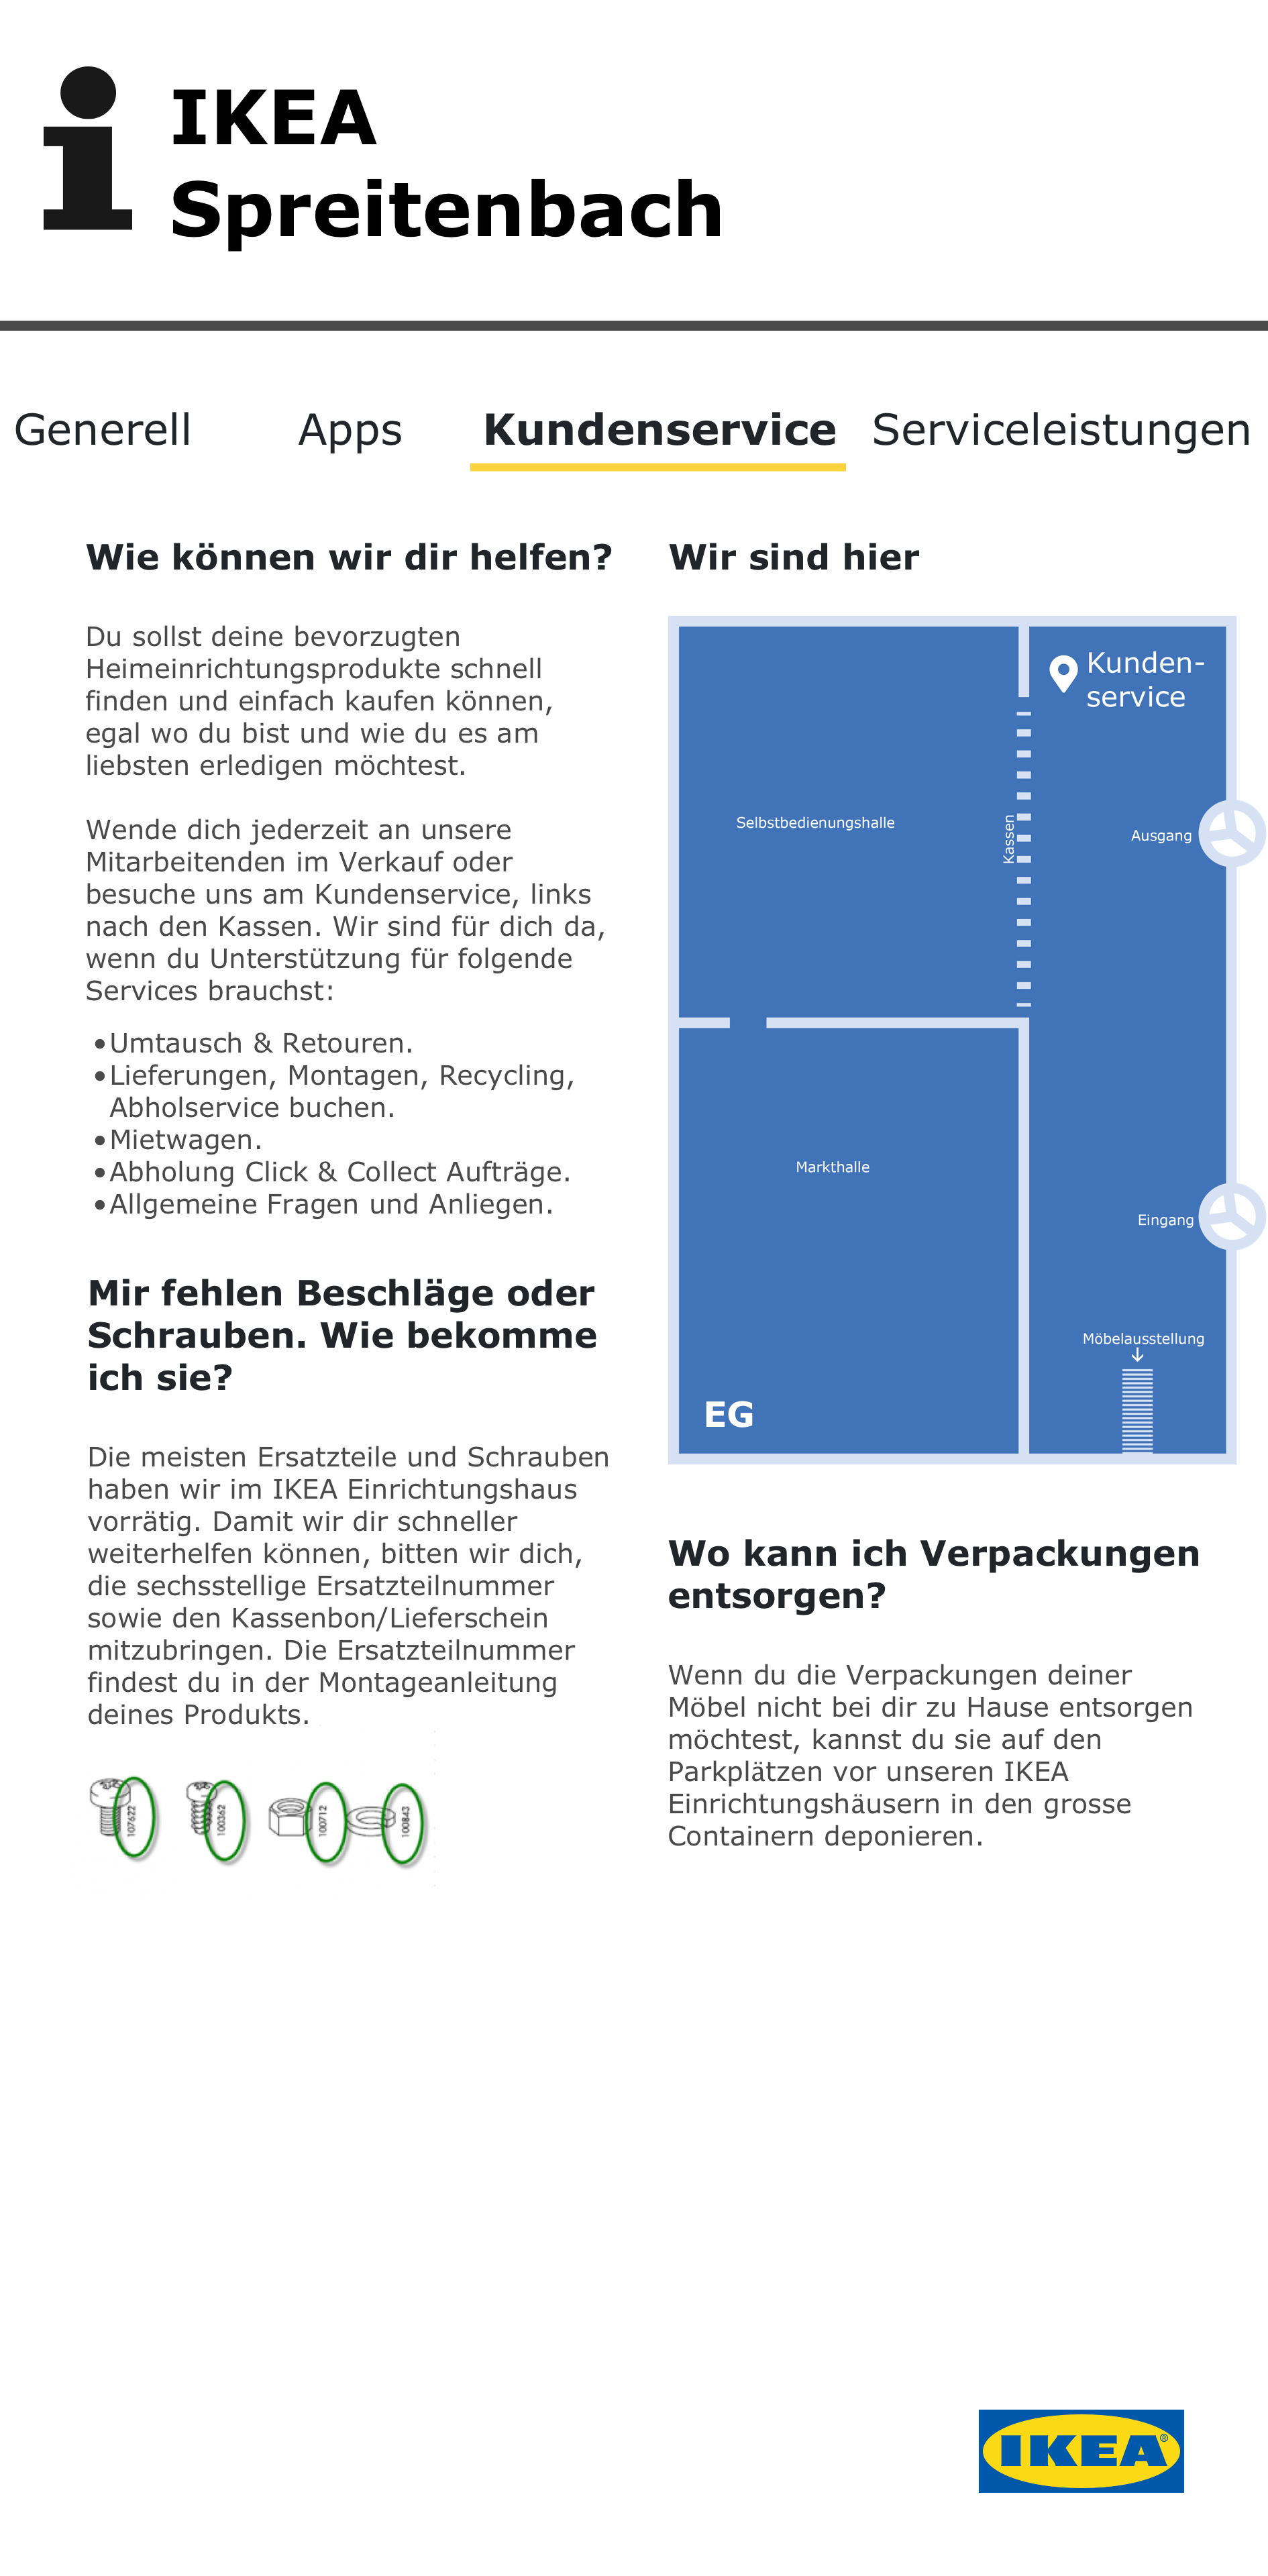 IKEA
Spreitenbach
Generell
Apps
Kundenservice
Serviceleistungen
Wie können wir dir helfen?
Du sollst deine bevorzugten
Heimeinrichtungsprodukte schnell
finden und einfach kaufen können,
egal wo du bist und wie du es am
liebsten erledigen möchtest.
Wende dich jederzeit an unsere
Mitarbeitenden im Verkauf oder
besuche uns am Kundenservice, links
nach den Kassen. Wir sind für dich da,
wenn du Unterstützung für folgende
Services brauchst:
•Umtausch & Retouren.
•Lieferungen, Montagen, Recycling,
Abholservice buchen.
•Mietwagen.
•Abholung Click & Collect Aufträge.
•Allgemeine Fragen und Anliegen.
Mir fehlen Beschläge oder
Schrauben. Wie bekomme
ich sie?
Die meisten Ersatzteile und Schrauben
haben wir im IKEA Einrichtungshaus
vorrätig. Damit wir dir schneller
weiterhelfen können, bitten wir dich,
die sechsstellige Ersatzteilnummer
sowie den Kassenbon/Lieferschein
mitzubringen. Die Ersatzteilnummer
findest du in der Montageanleitung
deines Produkts.
107622
100362
100712
100843
Wir sind hier
Kunden-
service
Selbstbedienungshalle
Kassen
Ausgang
Markthalle
Eingang
Möbelausstellung
EG
Wo kann ich Verpackungen
entsorgen?
Wenn du die Verpackungen deiner
Möbel nicht bei dir zu Hause entsorgen
möchtest, kannst du sie auf den
Parkplätzen vor unseren IKEA
Einrichtungshäusern in den grosse
Containern deponieren.
IKEA®